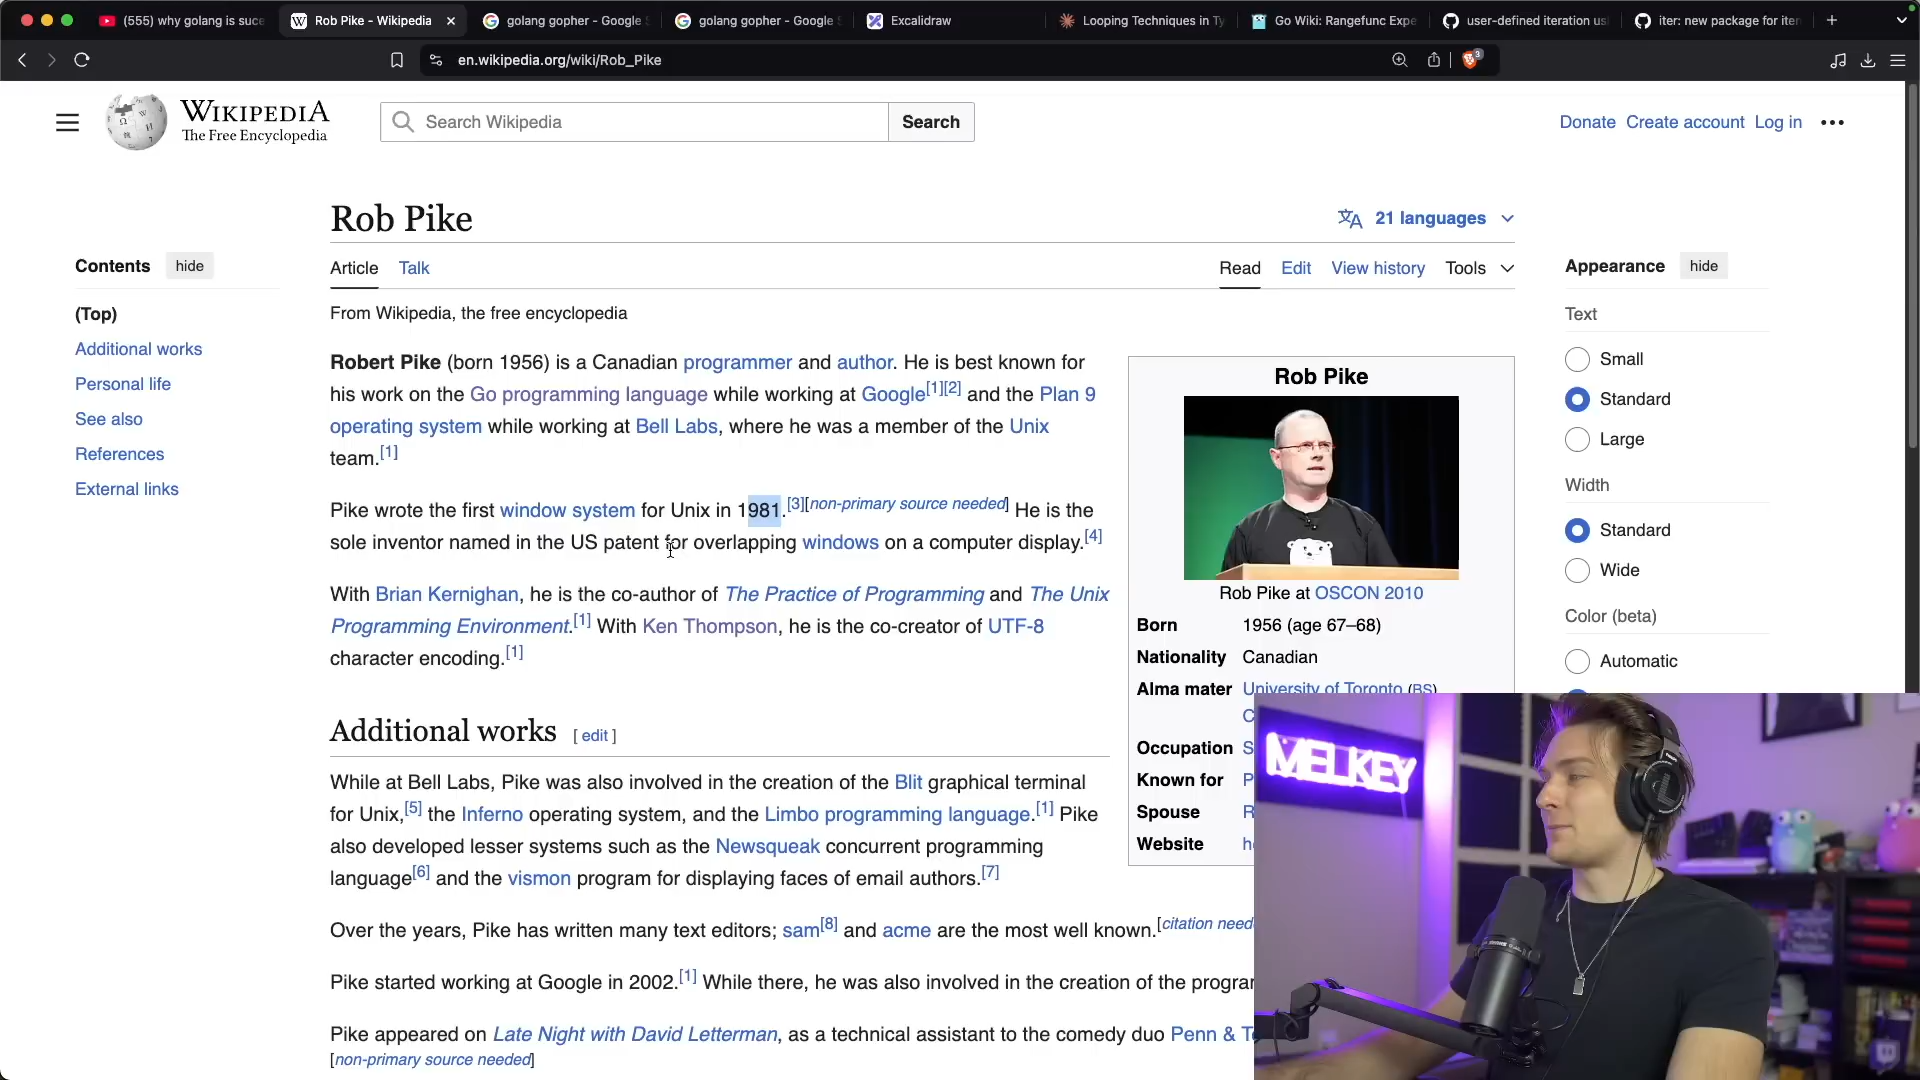 (555) why golang is suce
Rob Pike - Wikipedia
golang gopher - Google
golang gopher - Google
Excalidraw
Looping Techniques in Ty
Go Wiki: Rangefunc Expe
user-defined iteration us
iter: new package for iter
en.wikipedia.org/wiki/Rob_Pike
3
WIKIPEDIA
The Free Encyclopedia
Search Wikipedia
Search
Donate Create account Log in
Rob Pike
21 languages
Contents hide
(Top)
Additional works
Personal life
See also
References
External links
Article Talk
Read Edit View history Tools
From Wikipedia, the free encyclopedia
Robert Pike (born 1956) is a Canadian programmer and author. He is best known for
his work on the Go programming language while working at Google[1][2] and the Plan 9
operating system while working at Bell Labs, where he was a member of the Unix
team.[1]
Pike wrote the first window system for Unix in 1981.[3][non-primary source needed] He is the
sole inventor named in the US patent for overlapping windows on a computer display.[4]
With Brian Kernighan, he is the co-author of The Practice of Programming and The Unix
Programming Environment.[1] With Ken Thompson, he is the co-creator of UTF-8
character encoding.[1]
Additional works [ edit ]
While at Bell Labs, Pike was also involved in the creation of the Blit graphical terminal
for Unix,[5] the Inferno operating system, and the Limbo programming language.[1] Pike
also developed lesser systems such as the Newsqueak concurrent programming
language[6] and the vismon program for displaying faces of email authors.[7]
Over the years, Pike has written many text editors; sam[8] and acme are the most well known.[citation need
Pike started working at Google in 2002.[1] While there, he was also involved in the creation of the progra
Pike appeared on Late Night with David Letterman, as a technical assistant to the comedy duo Penn & T
[non-primary source needed]
Rob Pike
Rob Pike at OSCON 2010
Born 1956 (age 67–68)
Nationality Canadian
Alma mater University of Toronto (BS)
C
Occupation S
Known for P
Spouse R
Website h
Appearance hide
Text
Small
Standard
Large
Width
Standard
Wide
Color (beta)
Automatic
MELKEY